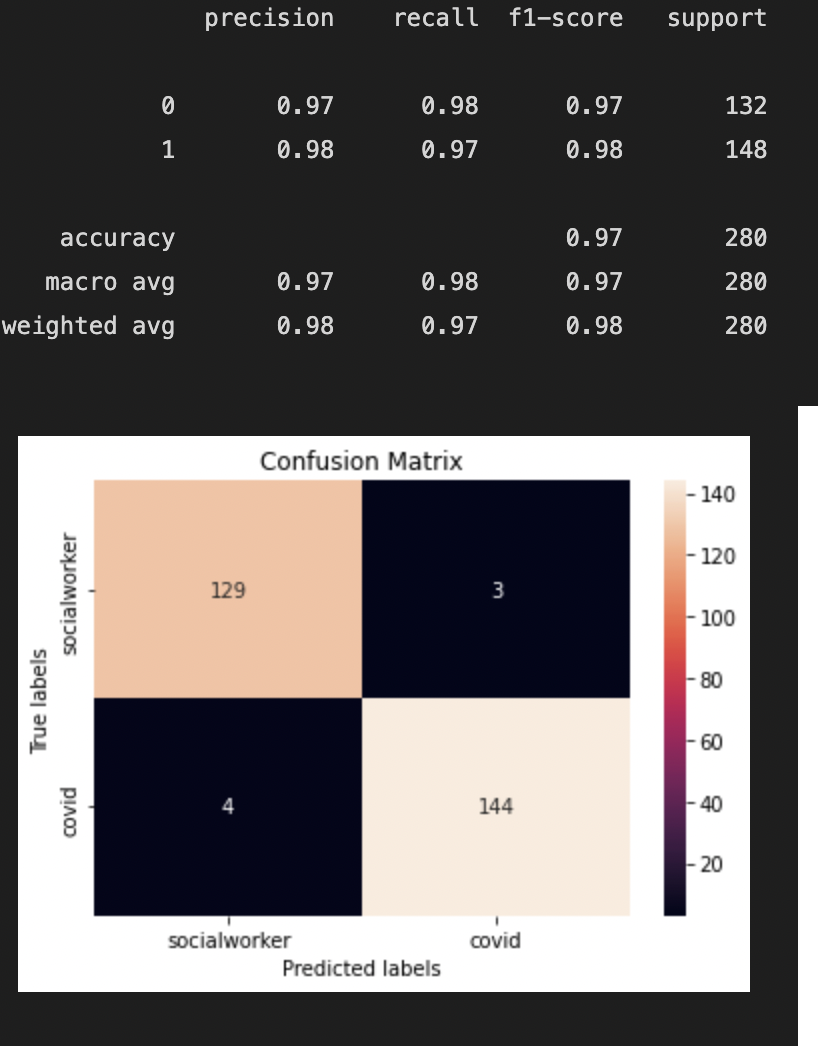 precision recall f1-score support
0 0.97 0.98 0.97 132
1 0.98 0.97 0.98 148
accuracy 0.97 280
macro avg 0.97 0.98 0.97 280
weighted avg 0.98 0.97 0.98 280
Confusion Matrix
True labels
socialworker
covid
129 3
4 144
140
120
100
80
60
40
20
socialworker covid
Predicted labels